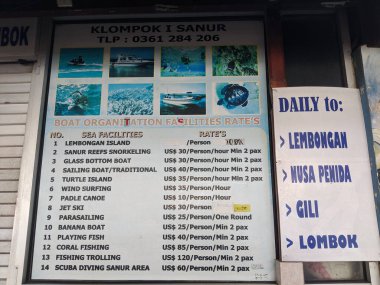 KLOMPOK I SANUR
TLP : 0361 284 206
BOAT ORGANITATION FACSILITIES RATE'S
NO. SEA FACILITIES RATE'S
1 LEMBONGAN ISLAND /Person
2 SANUR REEFS SNORKELING US$ 30/Person/hour Min 2 pax
3 GLASS BOTTOM BOAT US$ 30/Person/hour Min 2 pax
4 SAILING BOAT/TRADITIONAL US$ 40/Person/hour Min 2 pax
5 TURTLE ISLAND US$ 35/Person/hour Min 2 pax
6 WIND SURFING US$ 35/Person/Hour
7 PADLE CANOE US$ 10/Person/Hour
8 JET SKI US$ 30/Person
9 PARASAILING US$ 25/Person/One Round
10 BANANA BOAT US$ 25/Person/Min 2 pax
11 PLAYING FISH US$ 40/Person/Min 2 pax
12 CORAL FISHING US$ 85/Person/Min 2 pax
13 FISHING TROLLING US$ 120/Person/Min 2 pax
14 SCUBA DIVING SANUR AREA US$ 60/Person/Min 2 pax
DAILY to:
> LEMBONGAN
> NUSA PENIDA
> GILI
> LOMBOK